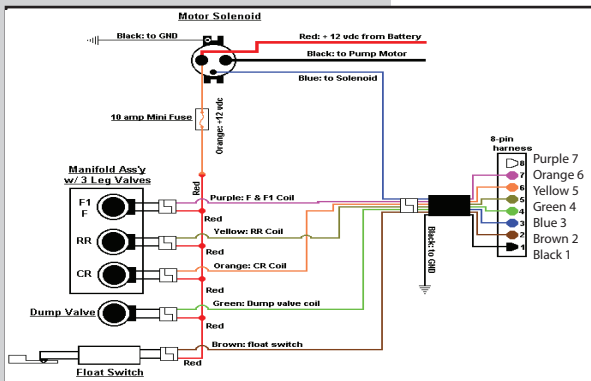 Motor Solenoid
Black: to GND
Red: + 12 vdc from Battery
Black: to Pump Motor
Blue: to Solenoid
10 amp Mini Fuse
Orange: +12 vdc
8-pin
harness
8
Purple 7
7
Orange 6
6
Yellow 5
5
Green 4
4
Blue 3
3
Brown 2
2
Black 1
1
Manifold Ass'y
w/ 3 Leg Valves
Red
F1
F
Purple: F & F1 Coil
Red
RR
Yellow: RR Coil
Red
CR
Orange: CR Coil
Red
Black: to GND
Dump Valve
Green: Dump valve coil
Red
Brown: float switch
Red
Float Switch